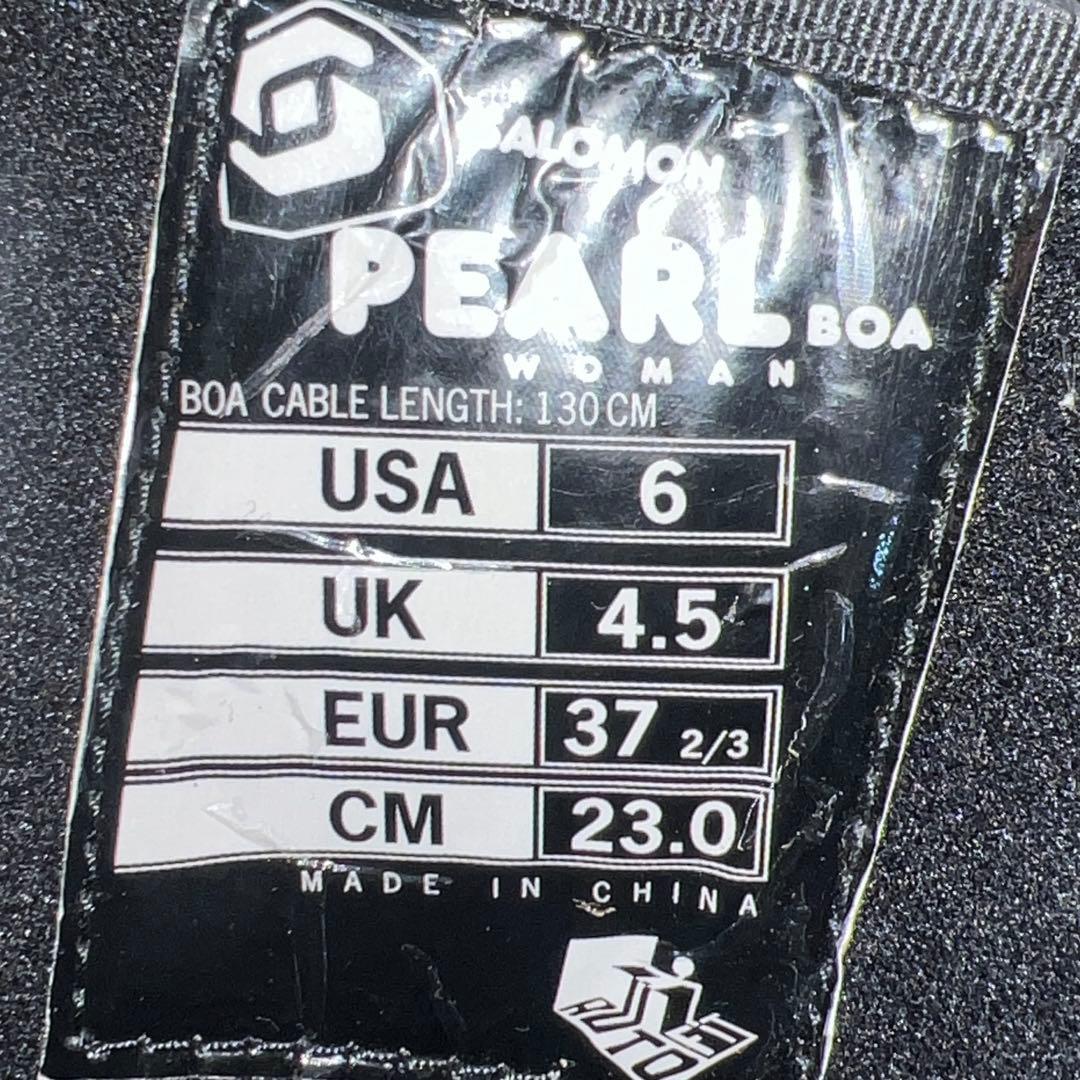 SALOMON
PEARL BOA
WOMAN
BOA CABLE LENGTH: 130 CM
USA 6
UK 4.5
EUR 37 2/3
CM 23.0
MADE IN CHINA
AUTOFIT